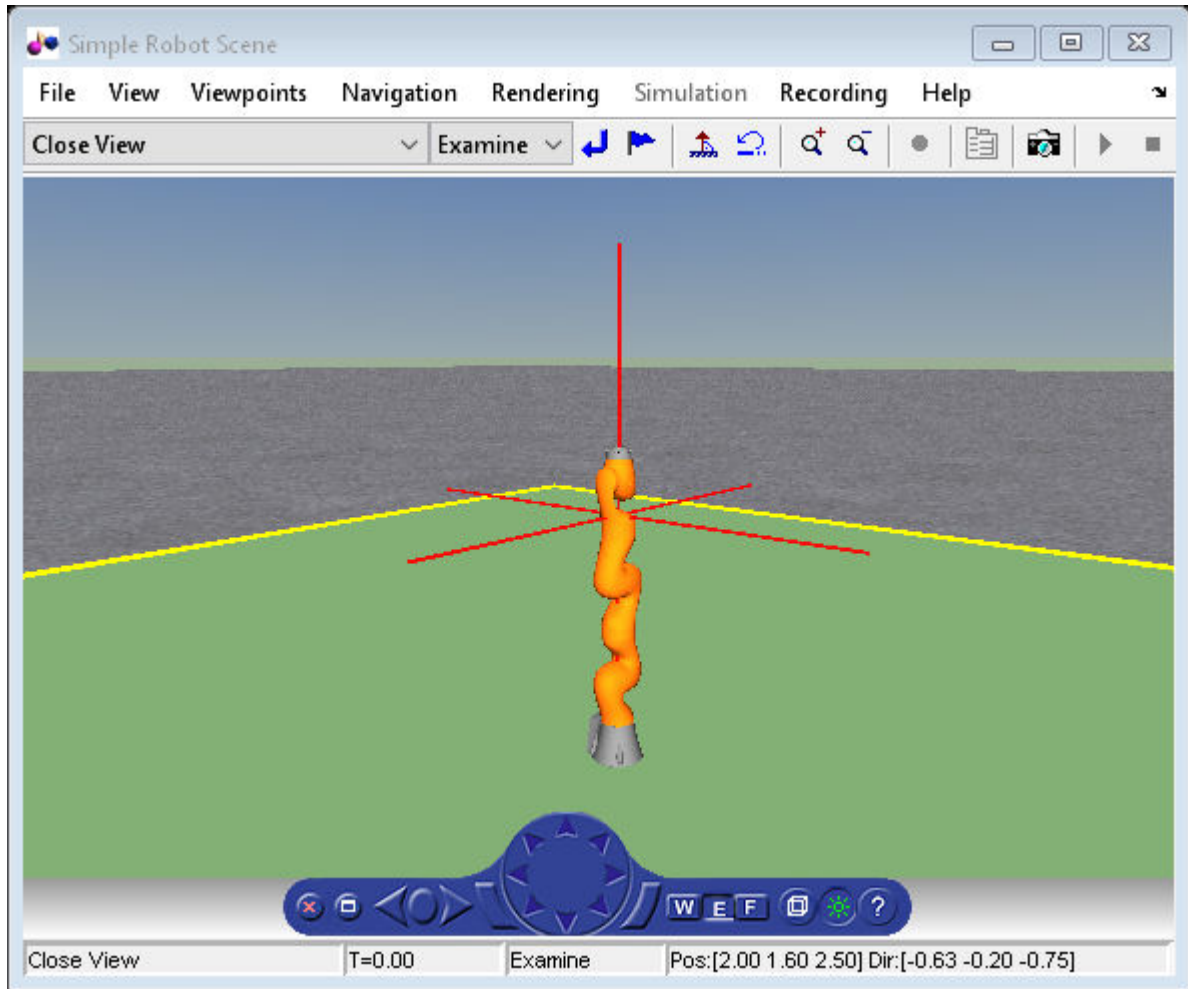 Simple Robot Scene
File View Viewpoints Navigation Rendering Simulation Recording Help
Close View Examine
W E F ?
Close View T=0.00 Examine Pos:[2.00 1.60 2.50] Dir:[-0.63 -0.20 -0.75]